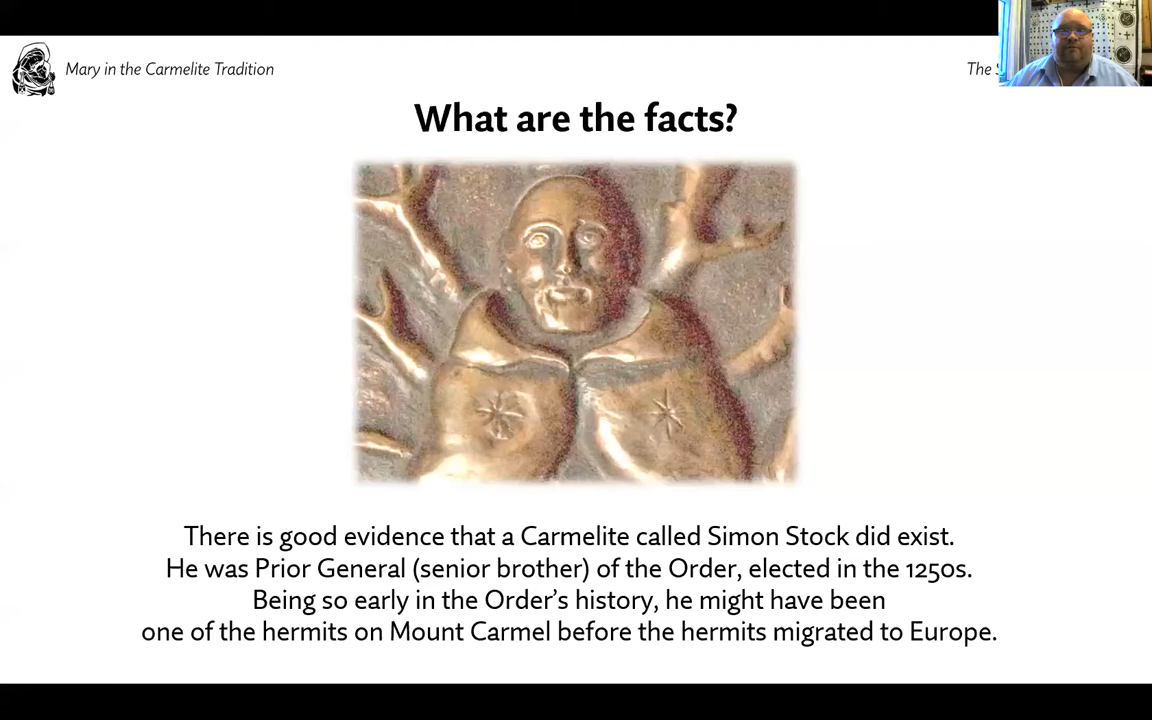 Mary in the Carmelite Tradition
The
What are the facts?
There is good evidence that a Carmelite called Simon Stock did exist.
He was Prior General (senior brother) of the Order, elected in the 1250s.
Being so early in the Order’s history, he might have been
one of the hermits on Mount Carmel before the hermits migrated to Europe.